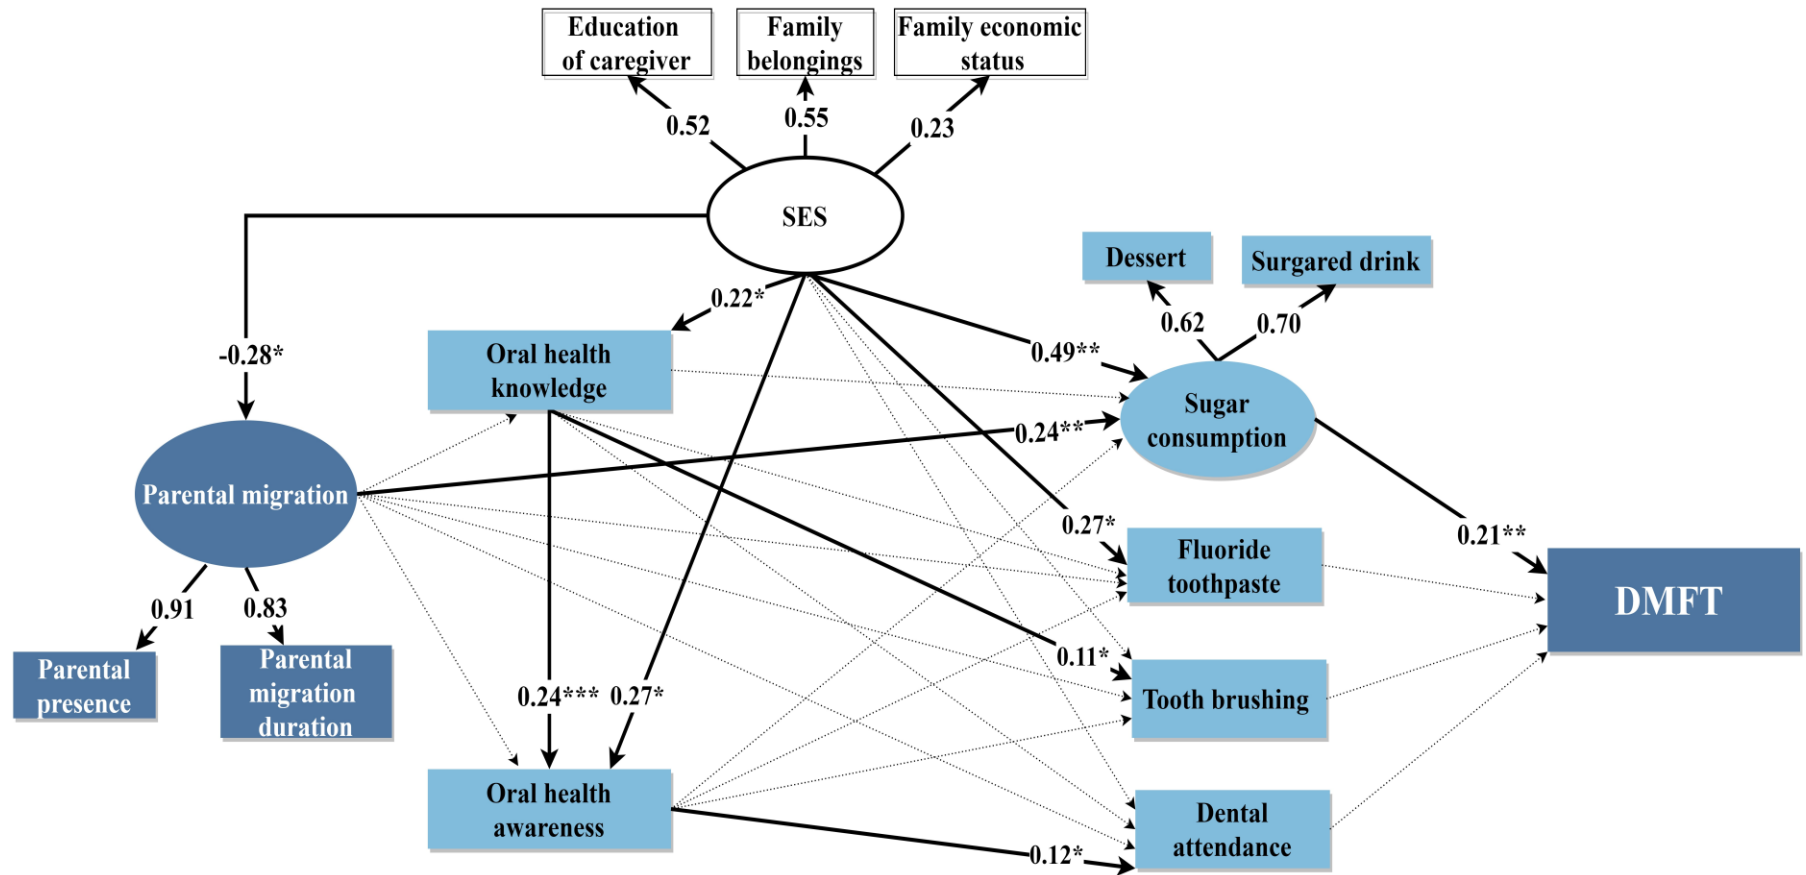 Education
of caregiver
Family
belongings
Family economic
status
0.52
0.55
0.23
SES
Dessert
Surgared drink
0.22*
0.62
0.70
-0.28*
Oral health
knowledge
0.49**
Sugar
consumption
0.24**
Parental migration
0.27*
0.21**
Fluoride
toothpaste
DMFT
0.91
0.83
Parental
presence
Parental
migration
duration
0.11*
0.24***
0.27*
Tooth brushing
Oral health
awareness
Dental
attendance
0.12*